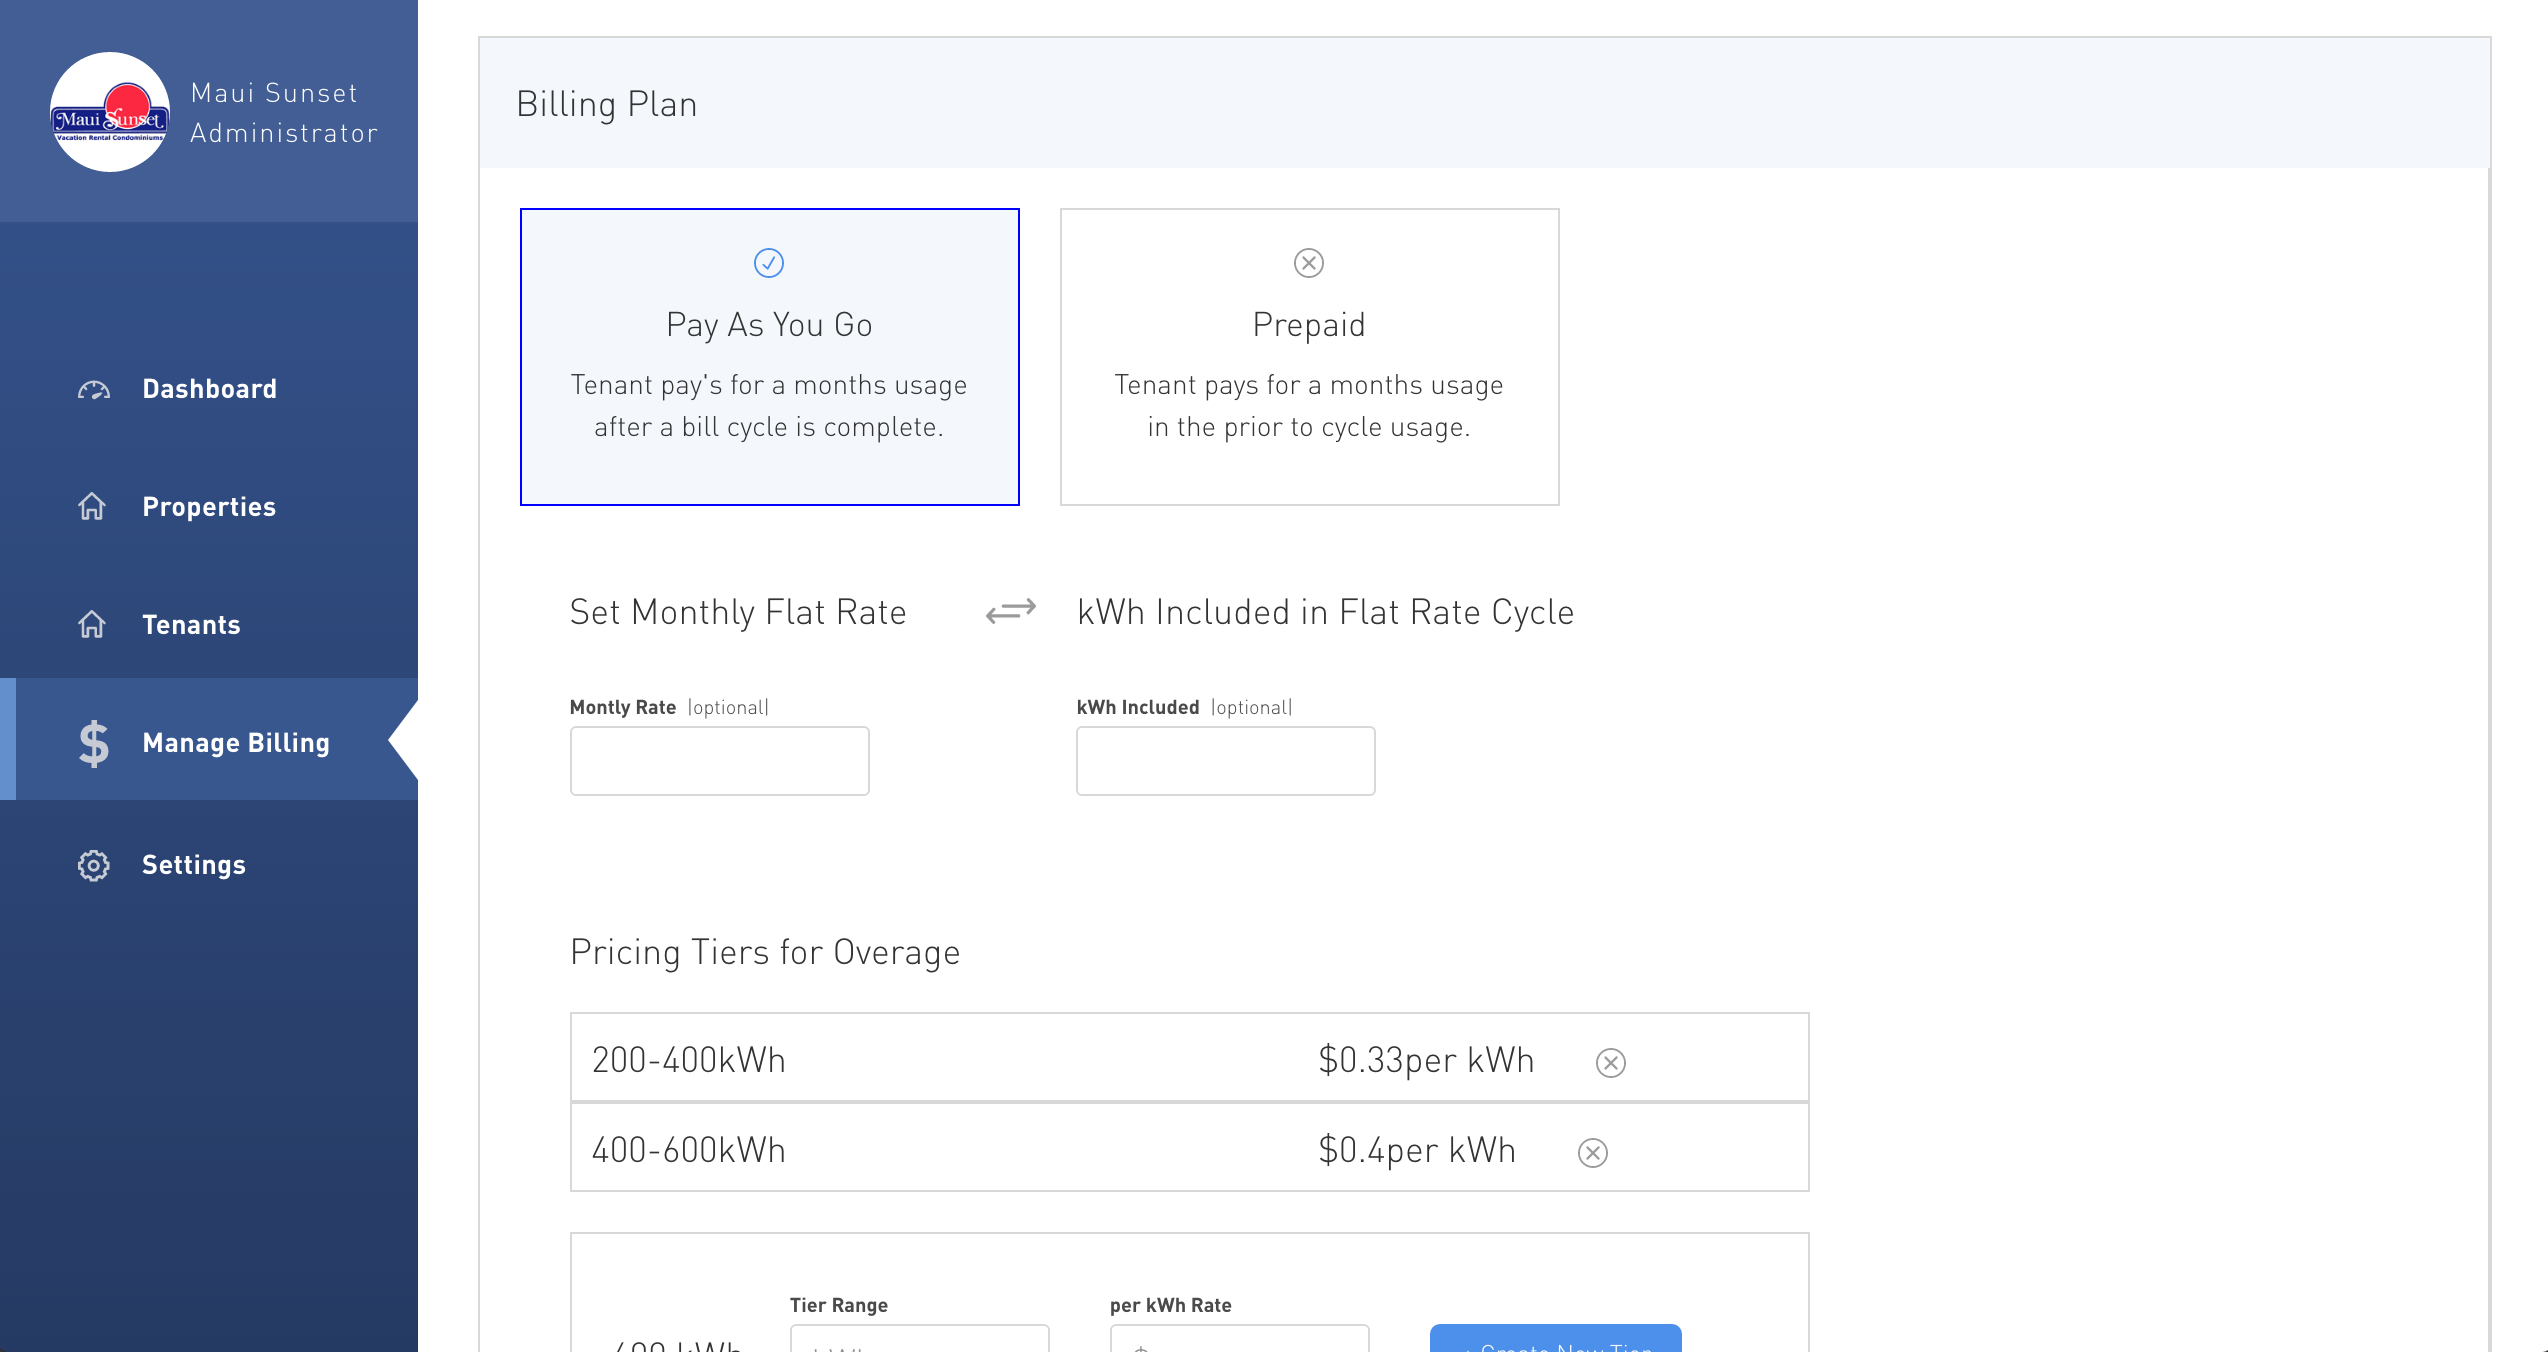 Maui Sunset
Vacation Rental Condominiums
Maui Sunset
Administrator
Dashboard
Properties
Tenants
$ Manage Billing
Settings
Billing Plan
Pay As You Go
Tenant pay's for a months usage
after a bill cycle is complete.
Prepaid
Tenant pays for a months usage
in the prior to cycle usage.
Set Monthly Flat Rate
kWh Included in Flat Rate Cycle
Montly Rate |optional|
kWh Included |optional|
Pricing Tiers for Overage
200-400kWh $0.33per kWh
400-600kWh $0.4per kWh
Tier Range
per kWh Rate
kWh
$
+ Create New Tier